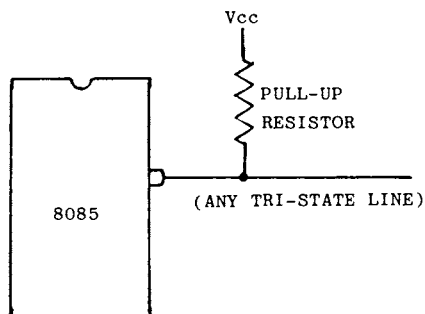 Vcc
PULL-UP
RESISTOR
(ANY TRI-STATE LINE)
8085